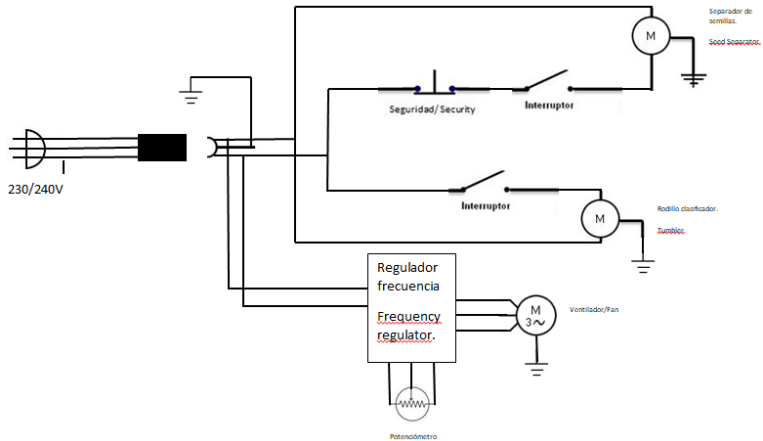 Separador de
semillas.
Seed Separator.
M
Seguridad/ Security
Interruptor
230/240V
Interruptor
M
Rodillo clasificador.
Tumbler.
Regulador
frecuencia
Frequency
regulator.
M
3~
Ventilador/Fan
Potenciómetro